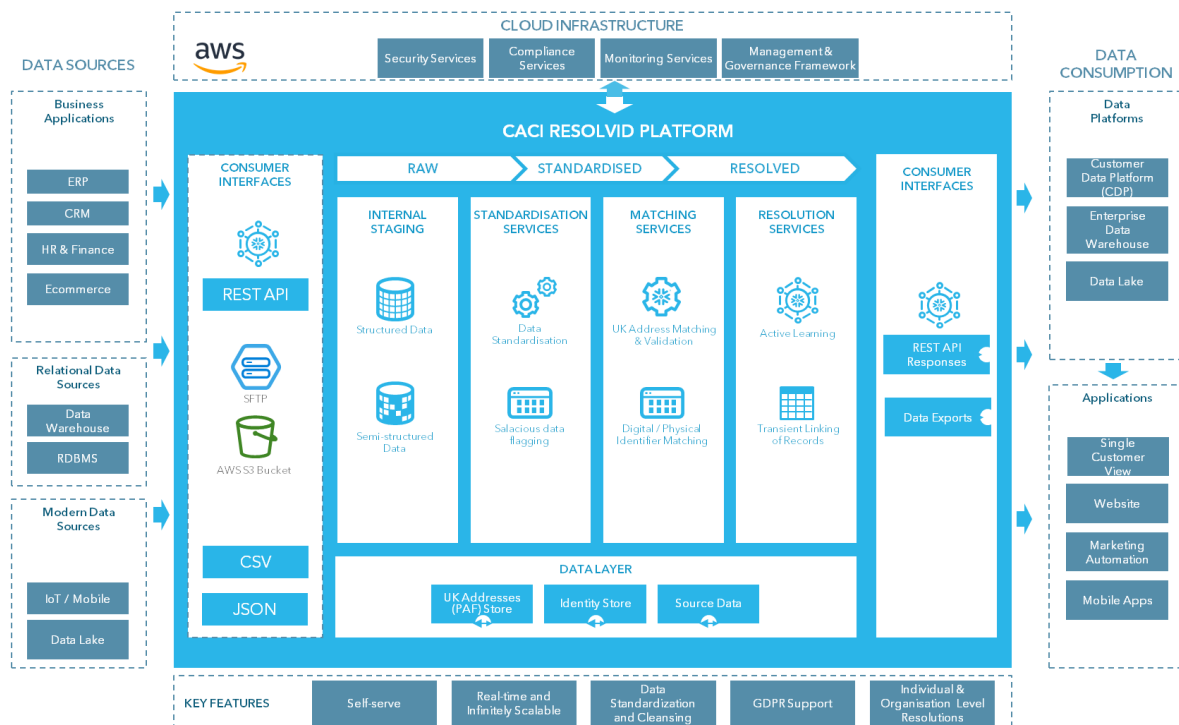 CLOUD INFRASTRUCTURE
aws
Security Services
Compliance
Services
Monitoring Services
Management &
Governance Framework
DATA SOURCES
Business
Applications
ERP
CRM
HR & Finance
Ecommerce
Relational Data
Sources
Data
Warehouse
RDBMS
Modern Data
Sources
IoT / Mobile
Data Lake
CACI RESOLVID PLATFORM
CONSUMER
INTERFACES
REST API
SFTP
AWS S3 Bucket
CSV
JSON
RAW
STANDARDISED
RESOLVED
INTERNAL
STAGING
Structured Data
Semi-structured
Data
STANDARDISATION
SERVICES
Data
Standardisation
Salacious data
flagging
MATCHING
SERVICES
UK Address Matching
& Validation
Digital / Physical
Identifier Matching
RESOLUTION
SERVICES
Active Learning
Transient Linking
of Records
DATA LAYER
UK Addresses
(PAF) Store
Identity Store
Source Data
CONSUMER
INTERFACES
REST API
Responses
Data Exports
DATA
CONSUMPTION
Data
Platforms
Customer
Data Platform
(CDP)
Enterprise
Data
Warehouse
Data Lake
Applications
Single
Customer
View
Website
Marketing
Automation
Mobile Apps
KEY FEATURES
Self-serve
Real-time and
Infinitely Scalable
Data
Standardization
and Cleansing
GDPR Support
Individual &
Organisation Level
Resolutions